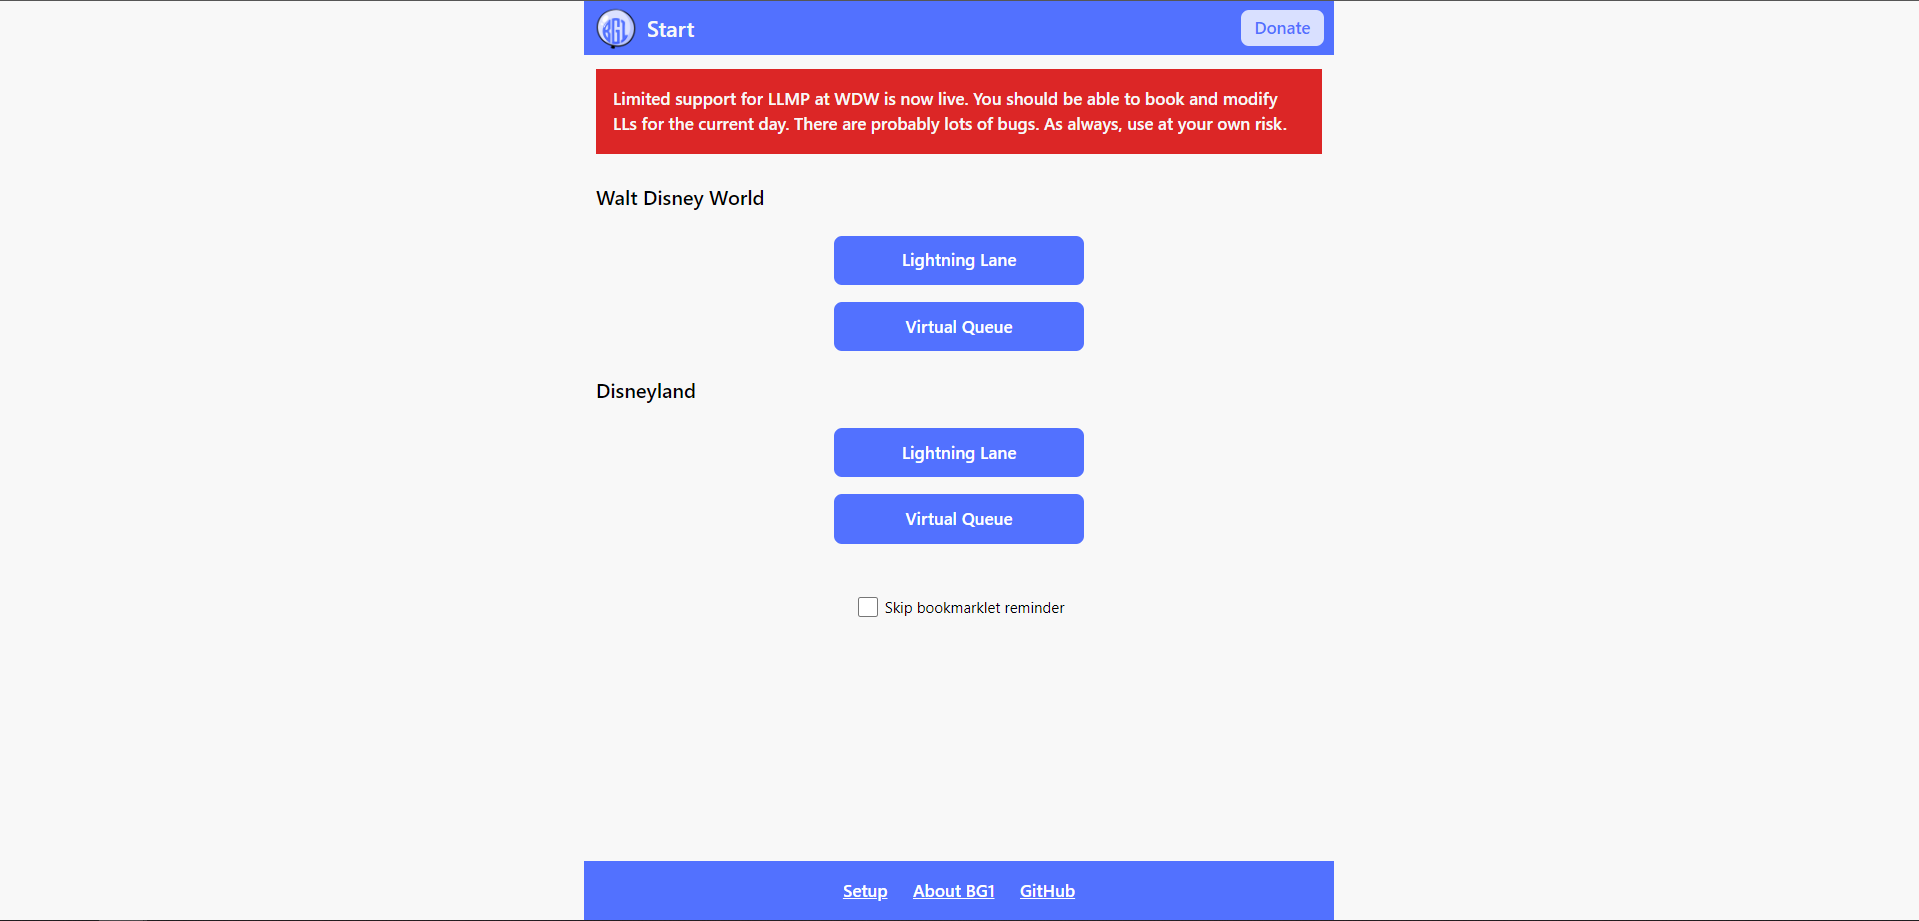 BG1
Start
Donate
Limited support for LLMP at WDW is now live. You should be able to book and modify
LLs for the current day. There are probably lots of bugs. As always, use at your own risk.
Walt Disney World
Lightning Lane
Virtual Queue
Disneyland
Lightning Lane
Virtual Queue
Skip bookmarklet reminder
Setup About BG1 GitHub